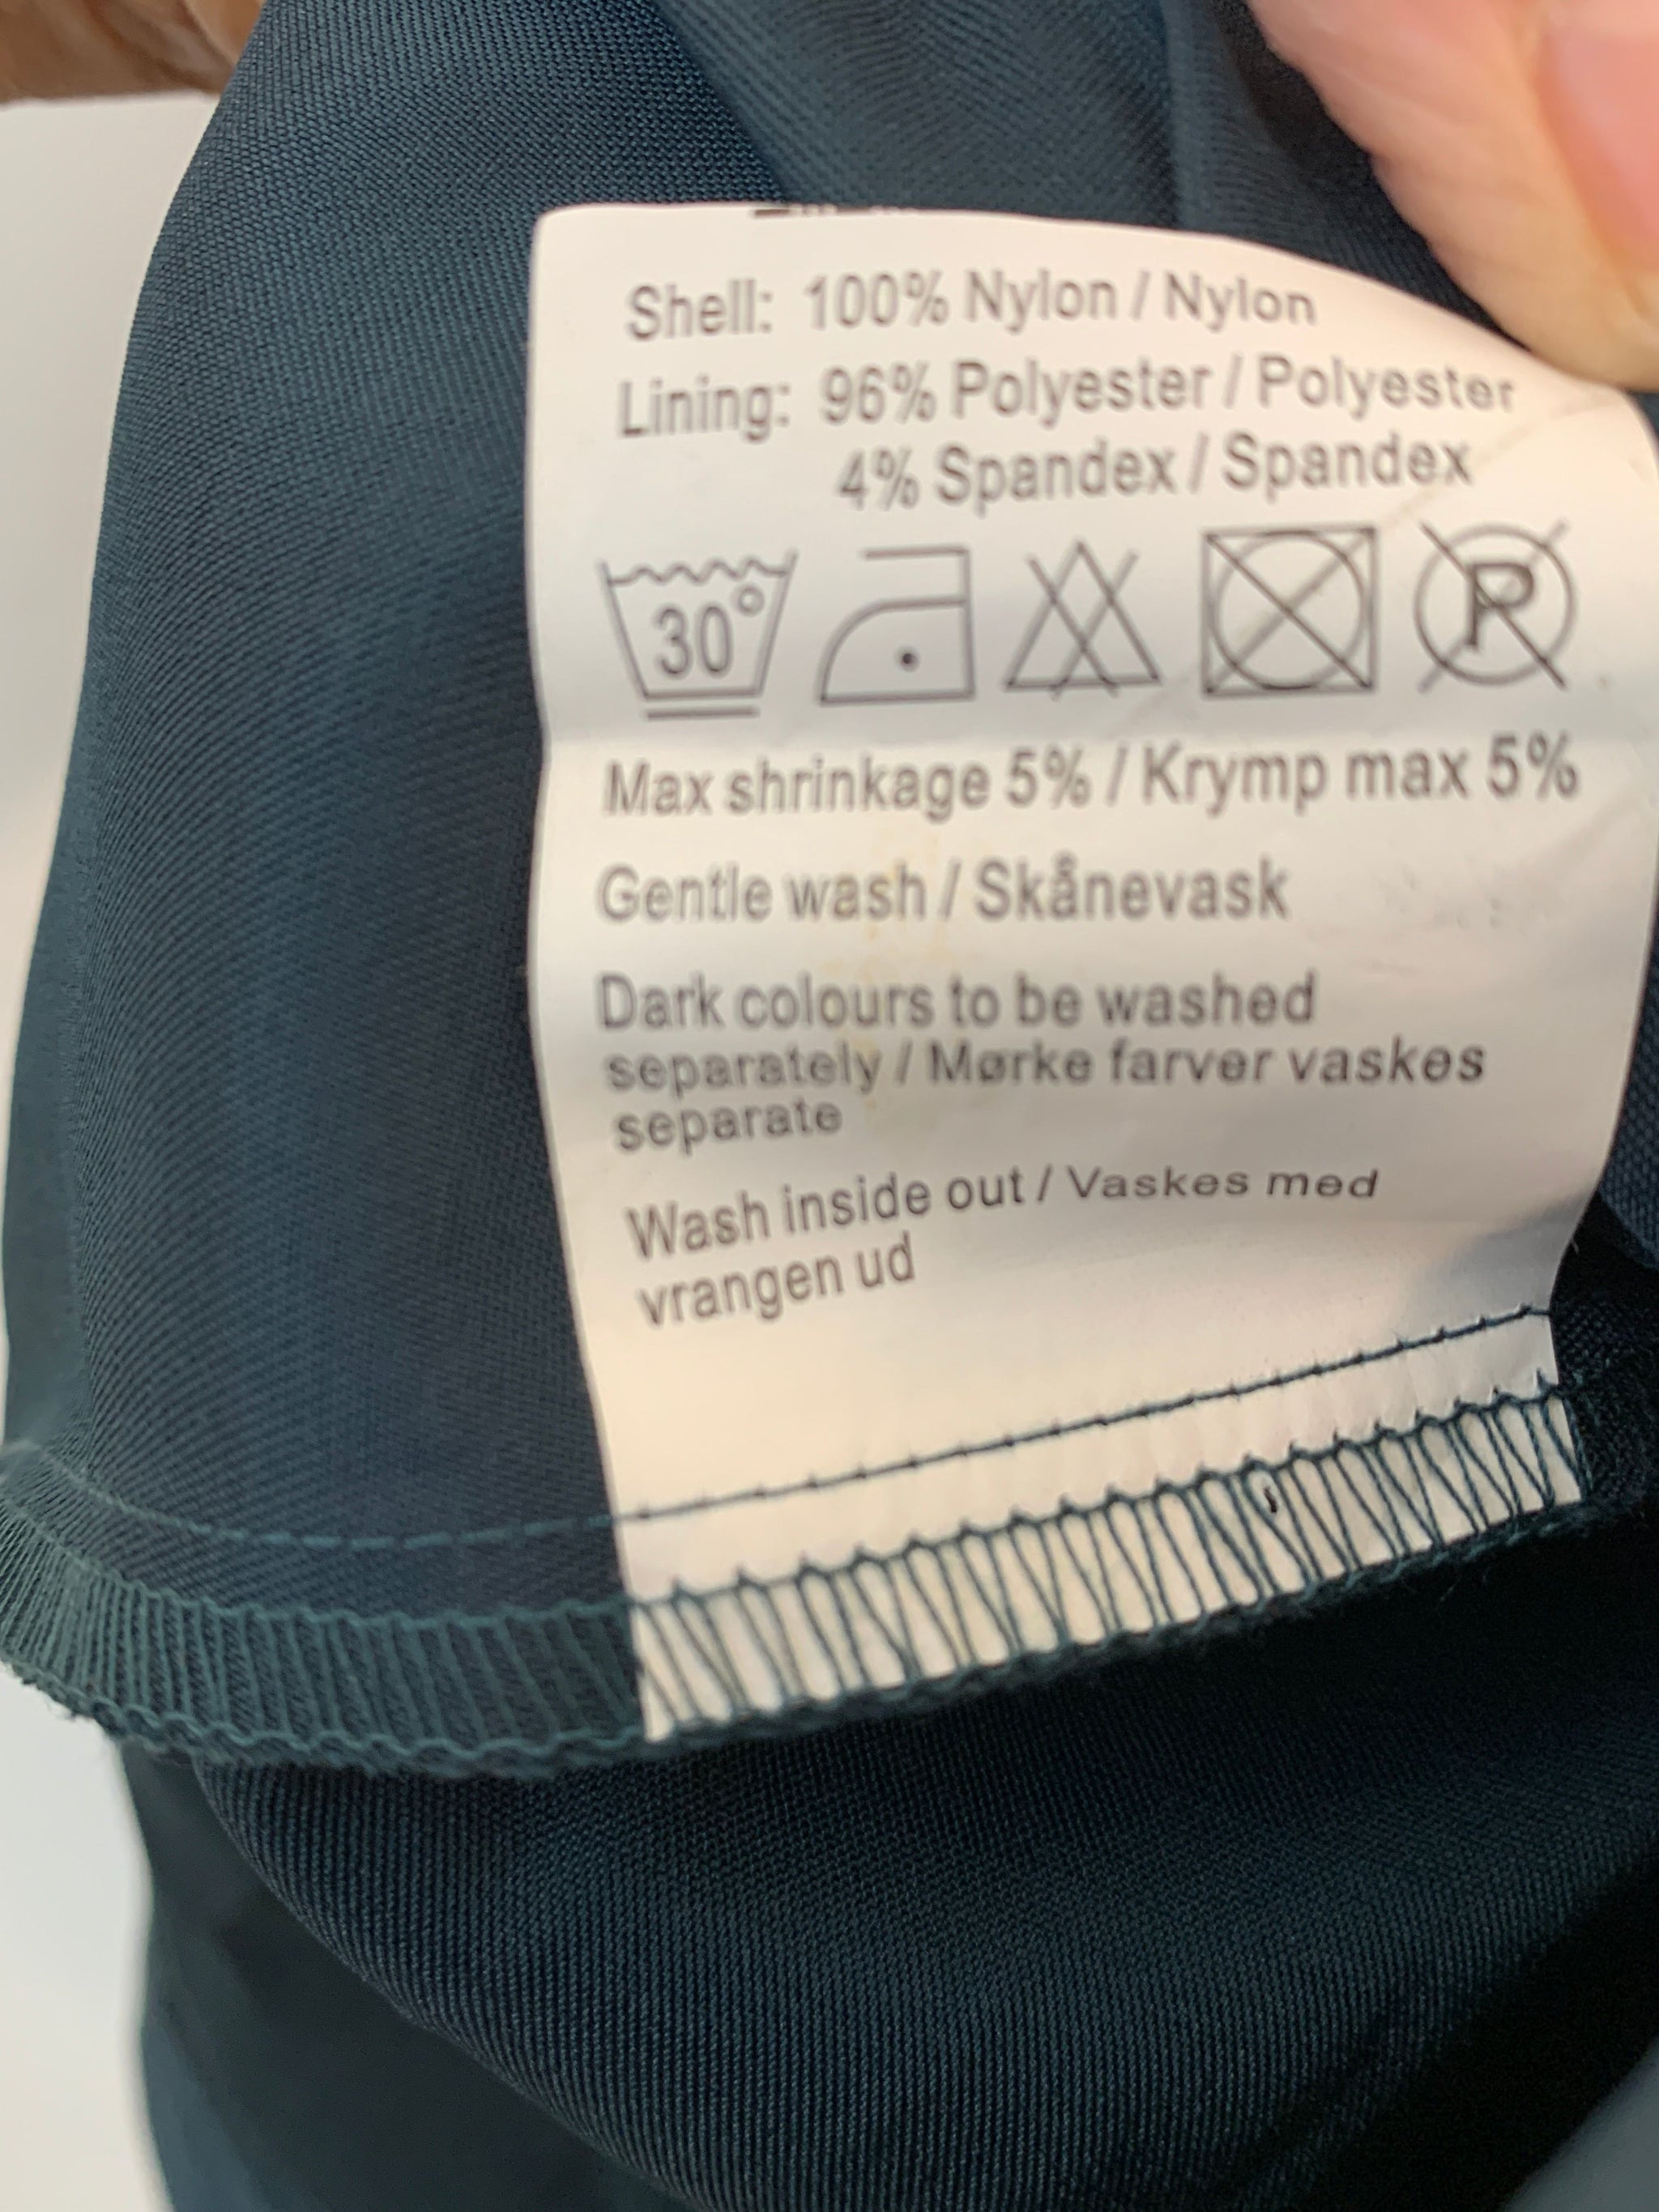 Shell: 100% Nylon / Nylon
Lining: 96% Polyester / Polyester
4% Spandex / Spandex
30°
P
Max shrinkage 5% / Krymp max 5%
Gentle wash / Skånevask
Dark colours to be washed
separately / Mørke farver vaskes
separate
Wash inside out / Vaskes med
vrangen ud